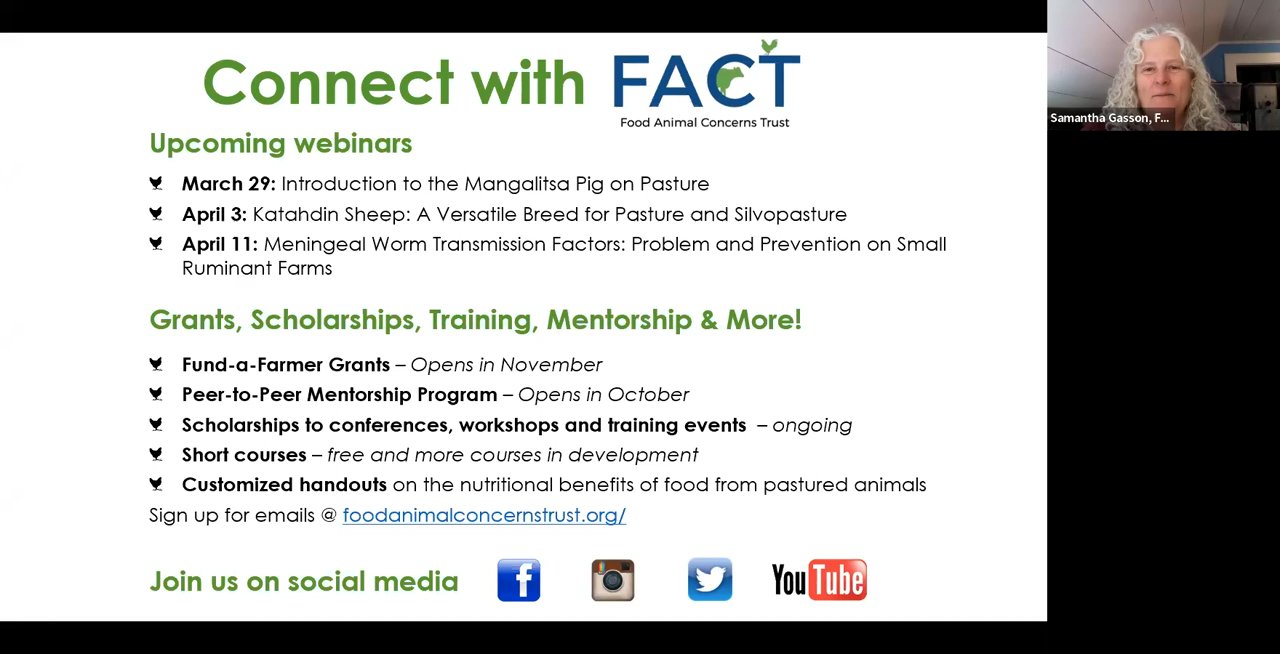 Connect with FACT
Food Animal Concerns Trust
Samantha Gasson, F...
Upcoming webinars
March 29: Introduction to the Mangalitsa Pig on Pasture
April 3: Katahdin Sheep: A Versatile Breed for Pasture and Silvopasture
April 11: Meningeal Worm Transmission Factors: Problem and Prevention on Small
Ruminant Farms
Grants, Scholarships, Training, Mentorship & More!
Fund-a-Farmer Grants – Opens in November
Peer-to-Peer Mentorship Program – Opens in October
Scholarships to conferences, workshops and training events – ongoing
Short courses – free and more courses in development
Customized handouts on the nutritional benefits of food from pastured animals
Sign up for emails @ foodanimalconcernstrust.org/
Join us on social media
f
YouTube